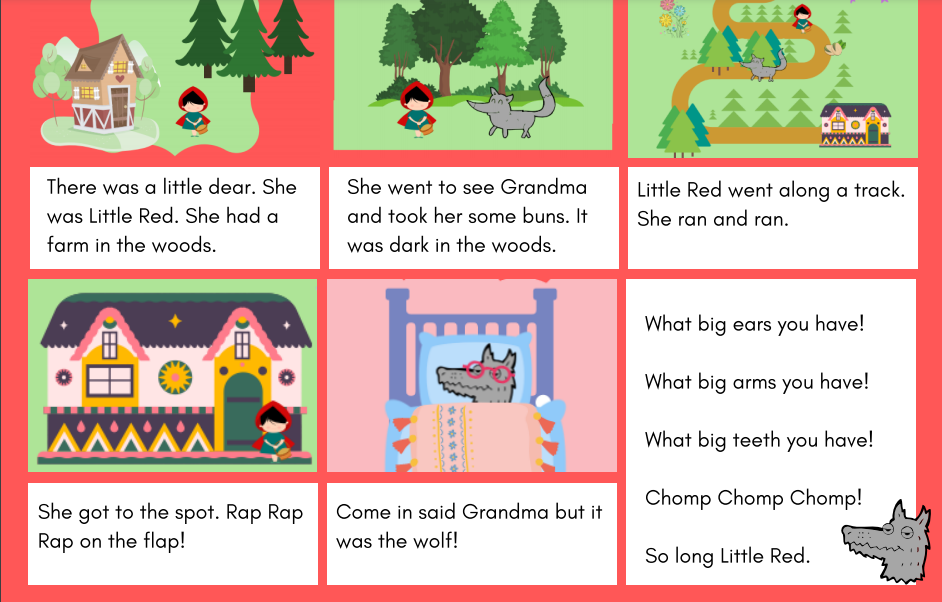 There was a little dear. She
was Little Red. She had a
farm in the woods.
She went to see Grandma
and took her some buns. It
was dark in the woods.
Little Red went along a track.
She ran and ran.
She got to the spot. Rap Rap
Rap on the flap!
Come in said Grandma but it
was the wolf!
What big ears you have!
What big arms you have!
What big teeth you have!
Chomp Chomp Chomp!
So long Little Red.